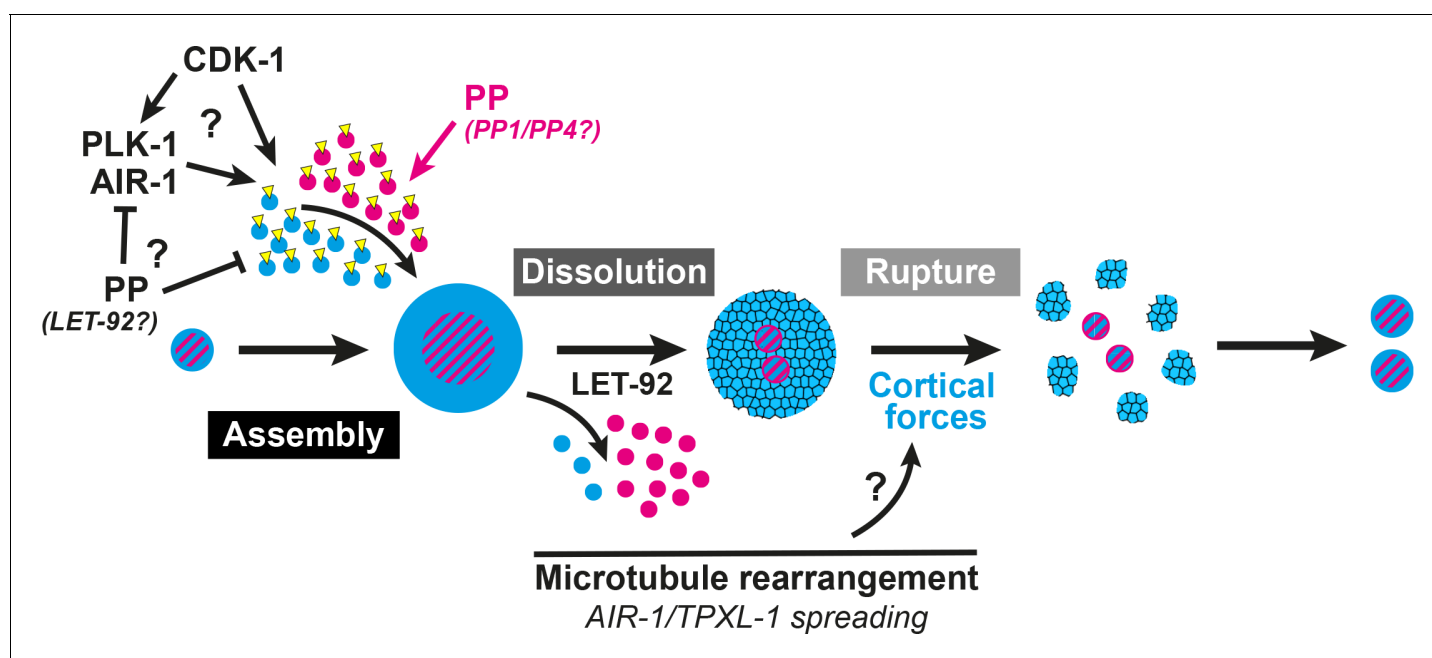 CDK-1
PP
(PP1/PP4?)
?
PLK-1
AIR-1
?
PP
(LET-92?)
Dissolution
Rupture
LET-92
Cortical
forces
Assembly
?
Microtubule rearrangement
AIR-1/TPXL-1 spreading